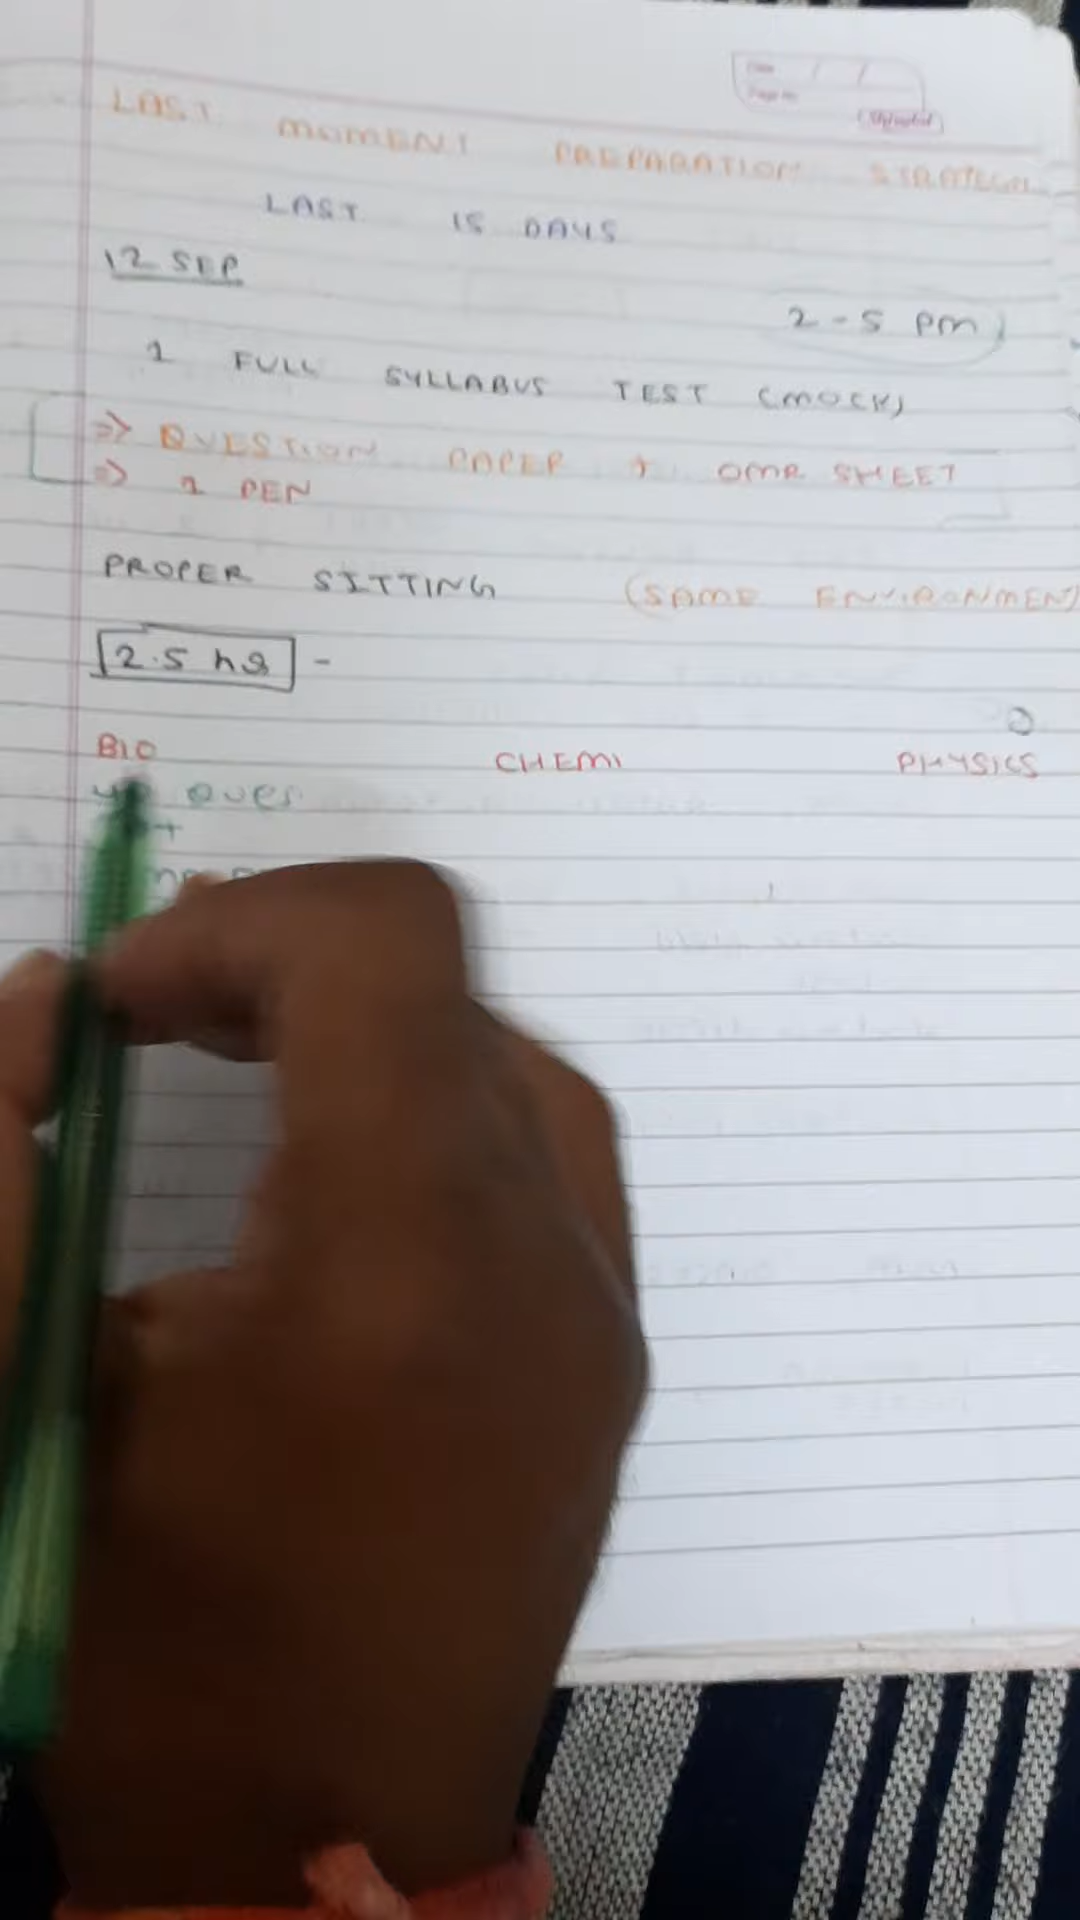 LAST MOMENT PREPARATION STRATEGY
LAST 15 DAYS
12 SEP
2 - 5 pm
1 FULL SYLLABUS TEST (MOCK)
⇒ QUESTION PAPER + OMR SHEET
⇒ 1 PEN
PROPER SITTING (SAME ENVIRONMENT)
2.5 hs -
BIO CHEMI PHYSICS
Ques
+